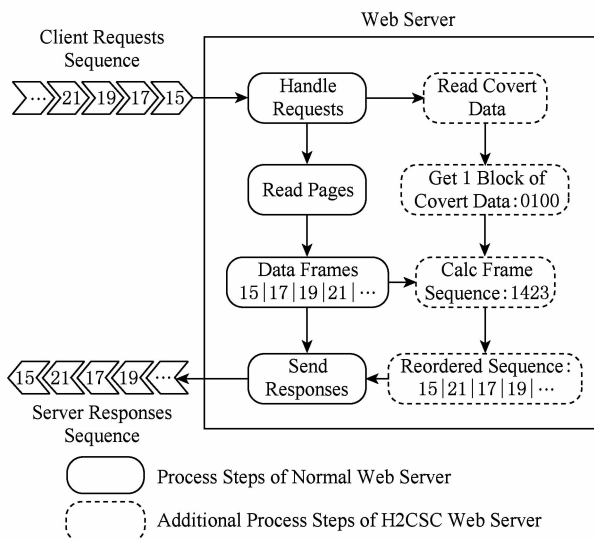 Web Server
Client Requests
Sequence
… 21 19 17 15
Handle
Requests
Read Covert
Data
Read Pages
Get 1 Block of
Covert Data:0100
Data Frames
15|17|19|21|…
Calc Frame
Sequence:1423
Send
Responses
Reordered Sequence:
15|21|17|19|…
15 21 17 19 …
Server Responses
Sequence
Process Steps of Normal Web Server
Additional Process Steps of H2CSC Web Server